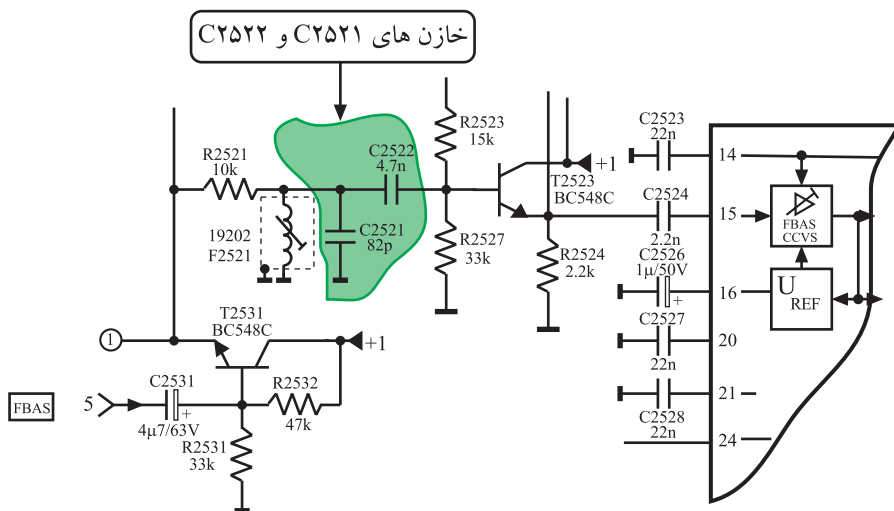 خازن های C۲۵۲۱ و C۲۵۲۲
R2521
10k
19202
F2521
C2522
4.7n
C2521
82p
R2523
15k
R2527
33k
+1
T2523
BC548C
R2524
2.2k
C2523
22n
C2524
2.2n
C2526
1µ/50V
+
C2527
22n
C2528
22n
14
15
16
20
21
24
FBAS
CCVS
U
REF
1
T2531
BC548C
+1
FBAS
5
C2531
+
4µ7/63V
R2532
47k
R2531
33k